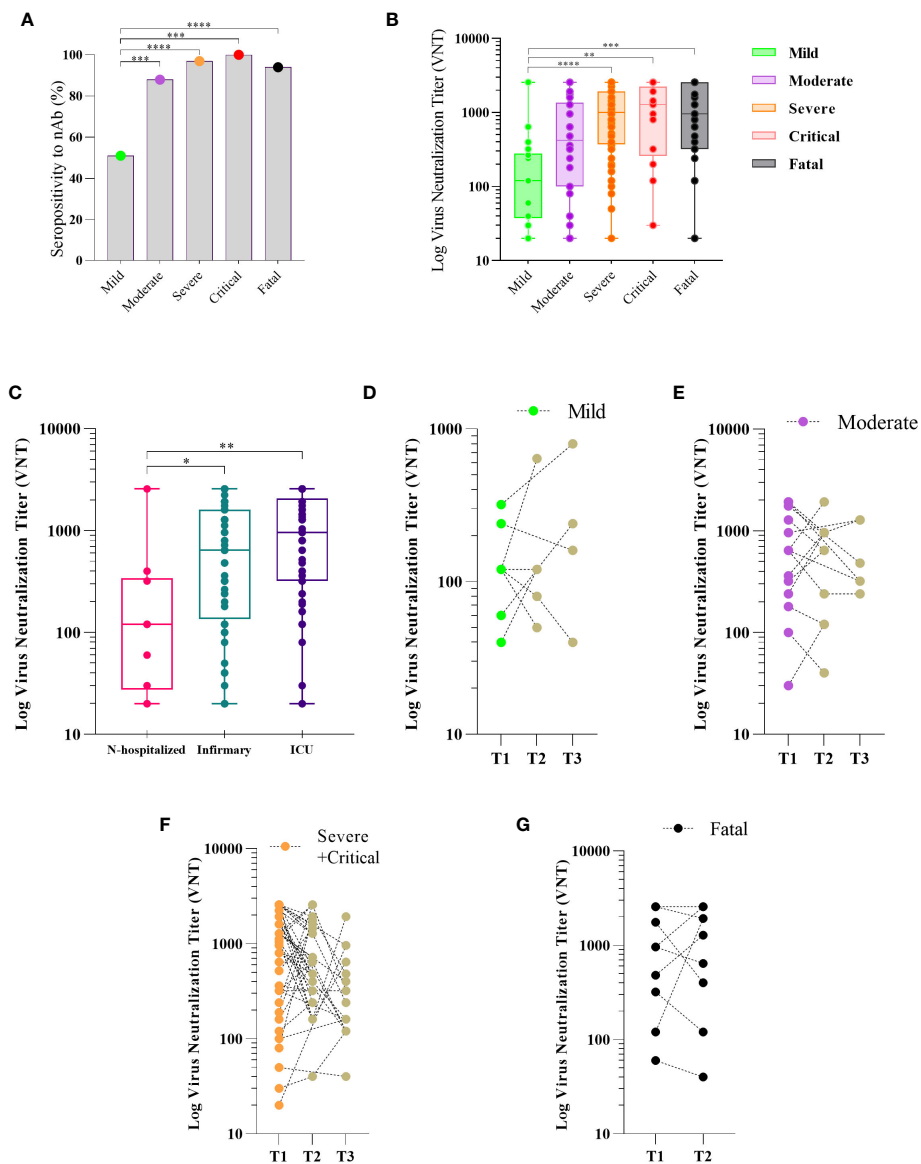 A
****
***
****
***
Seropositivity to nAb (%)
100
80
60
40
20
0
Mild
Moderate
Severe
Critical
Fatal
B
***
**
****
Log Virus Neutralization Titer (VNT)
10000
1000
100
10
Mild
Moderate
Severe
Critical
Fatal
Mild
Moderate
Severe
Critical
Fatal
C
**
*
Log Virus Neutralization Titer (VNT)
10000
1000
100
10
N-hospitalized Infirmary ICU
D
Mild
Log Virus Neutralization Titer (VNT)
1000
100
10
T1 T2 T3
E
Moderate
Log Virus Neutralization Titer (VNT)
10000
1000
100
10
T1 T2 T3
F
Severe
+Critical
Log Virus Neutralization Titer (VNT)
10000
1000
100
10
T1 T2 T3
G
Fatal
Log Virus Neutralization Titer (VNT)
10000
1000
100
10
T1 T2